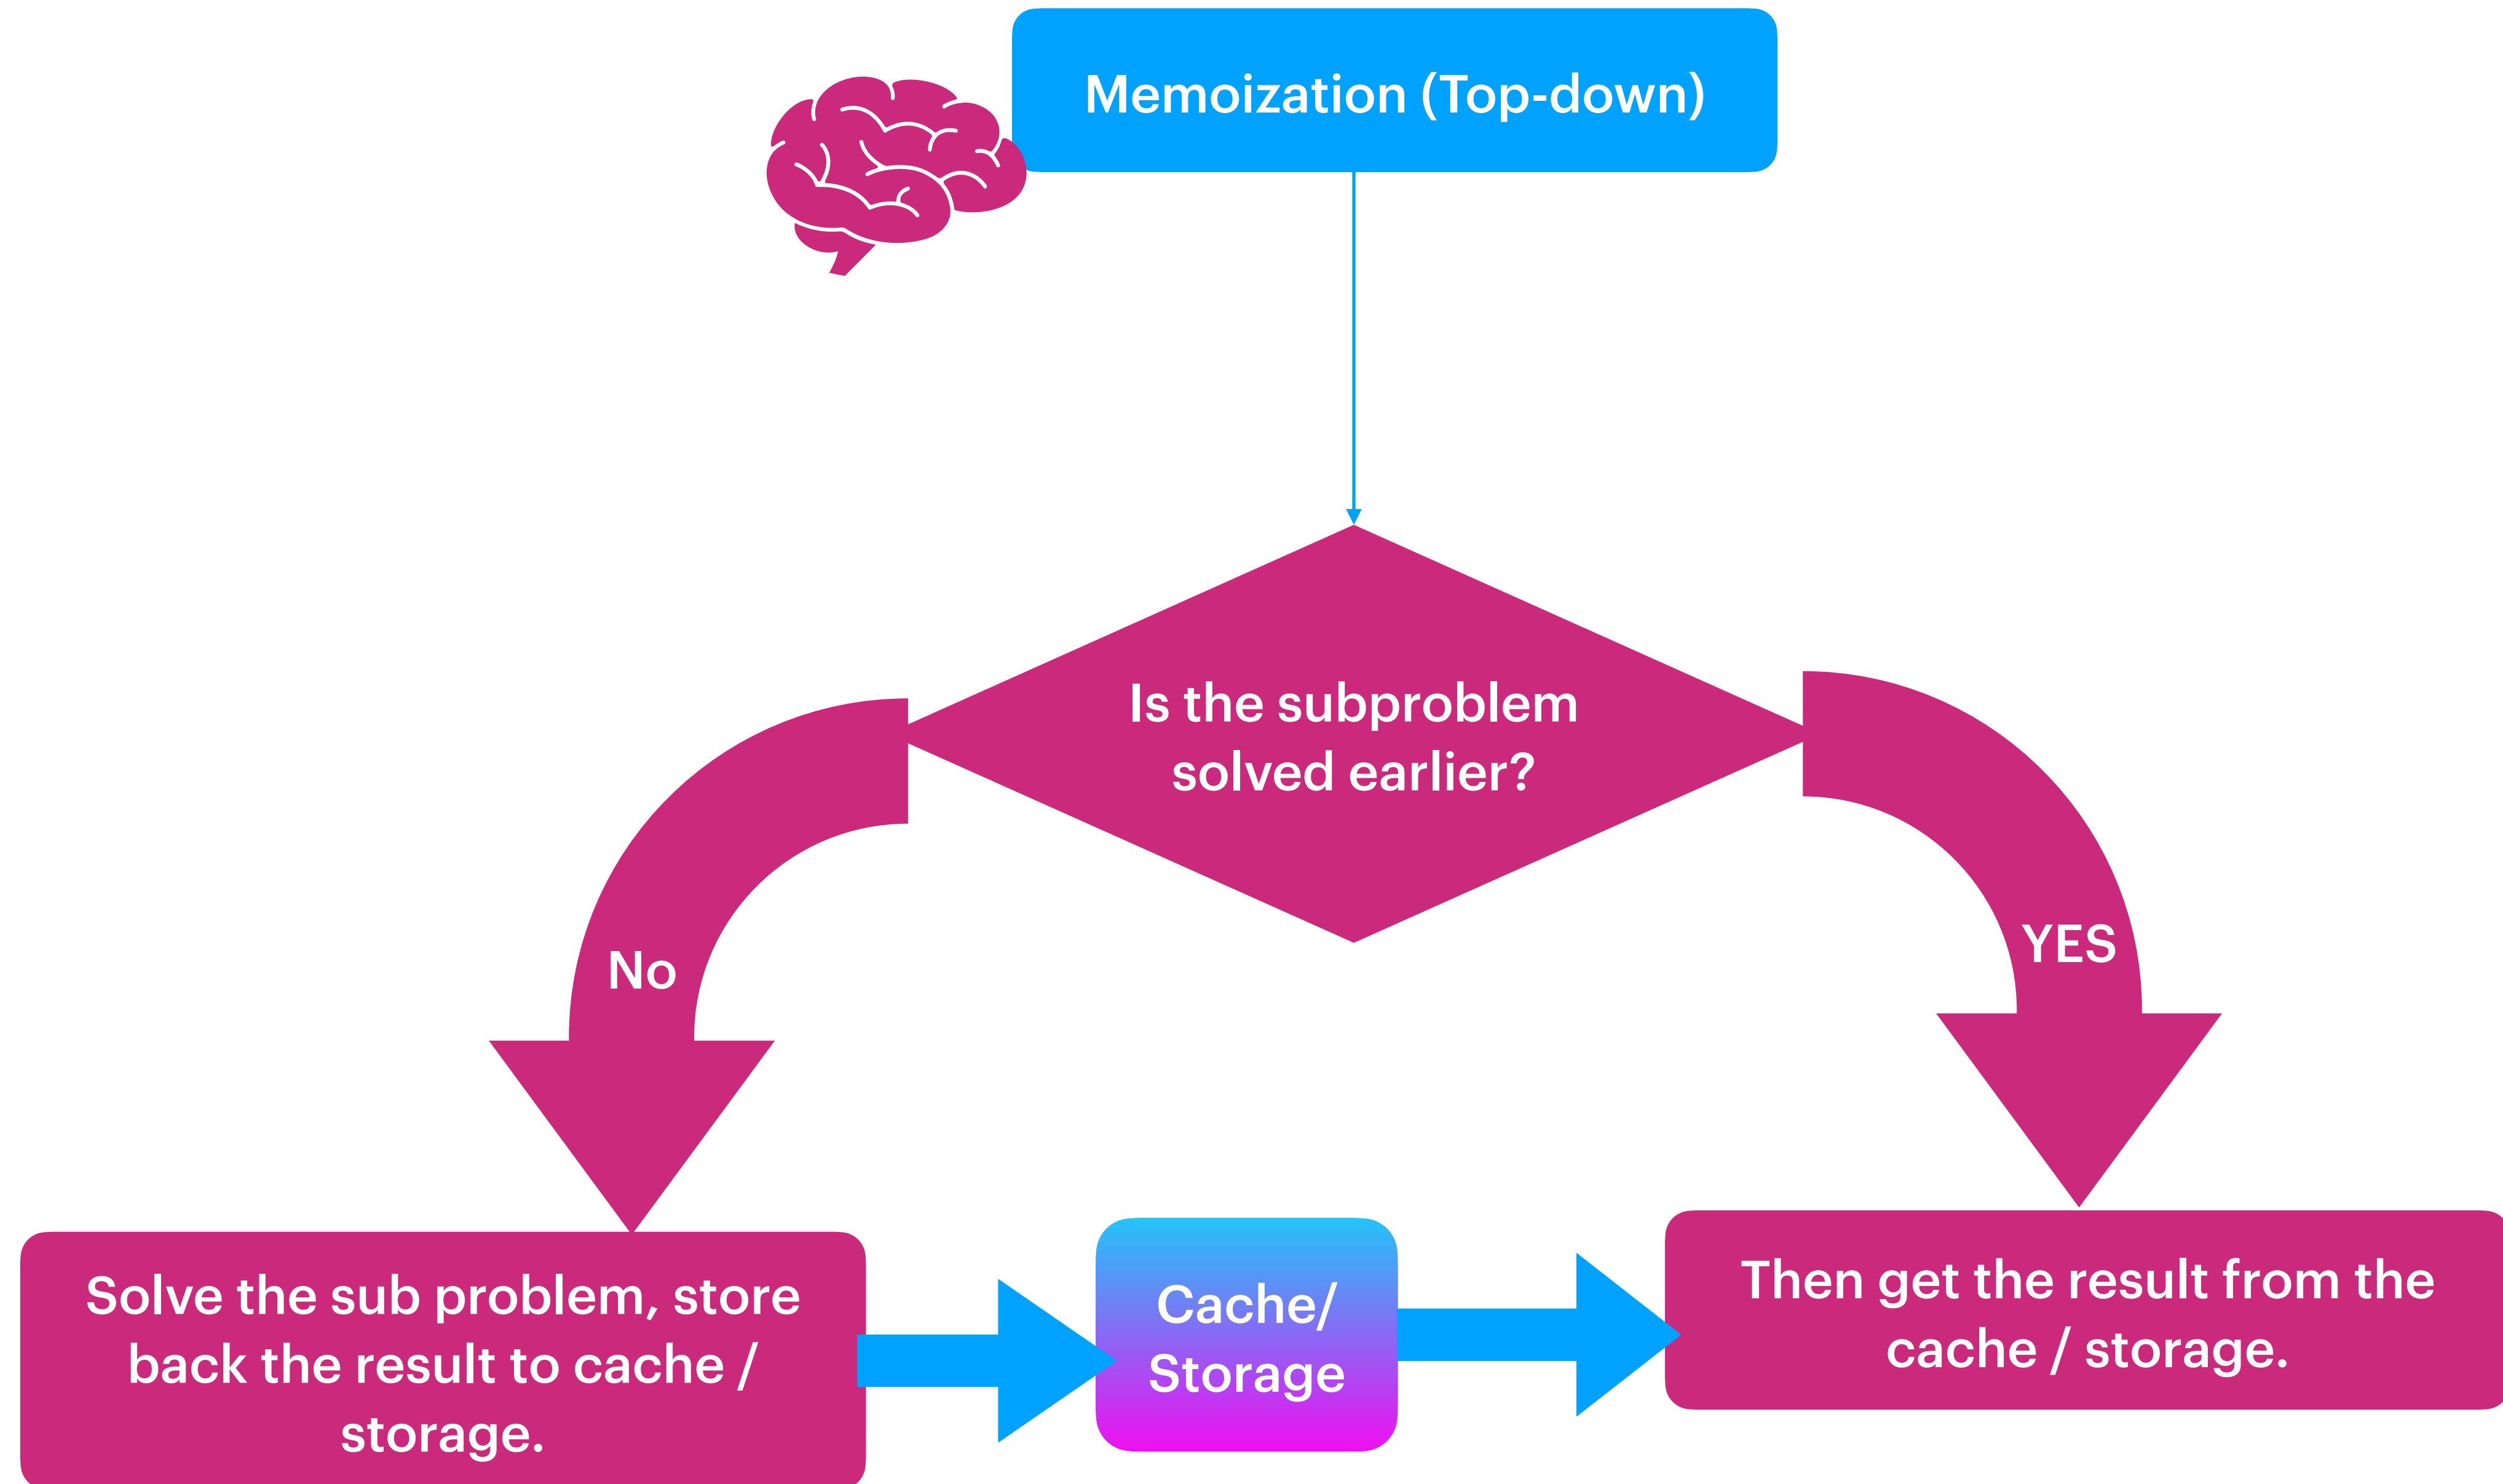 Memoization (Top-down)
Is the subproblem
solved earlier?
No
YES
Solve the sub problem, store
back the result to cache /
storage.
Cache/
Storage
Then get the result from the
cache / storage.